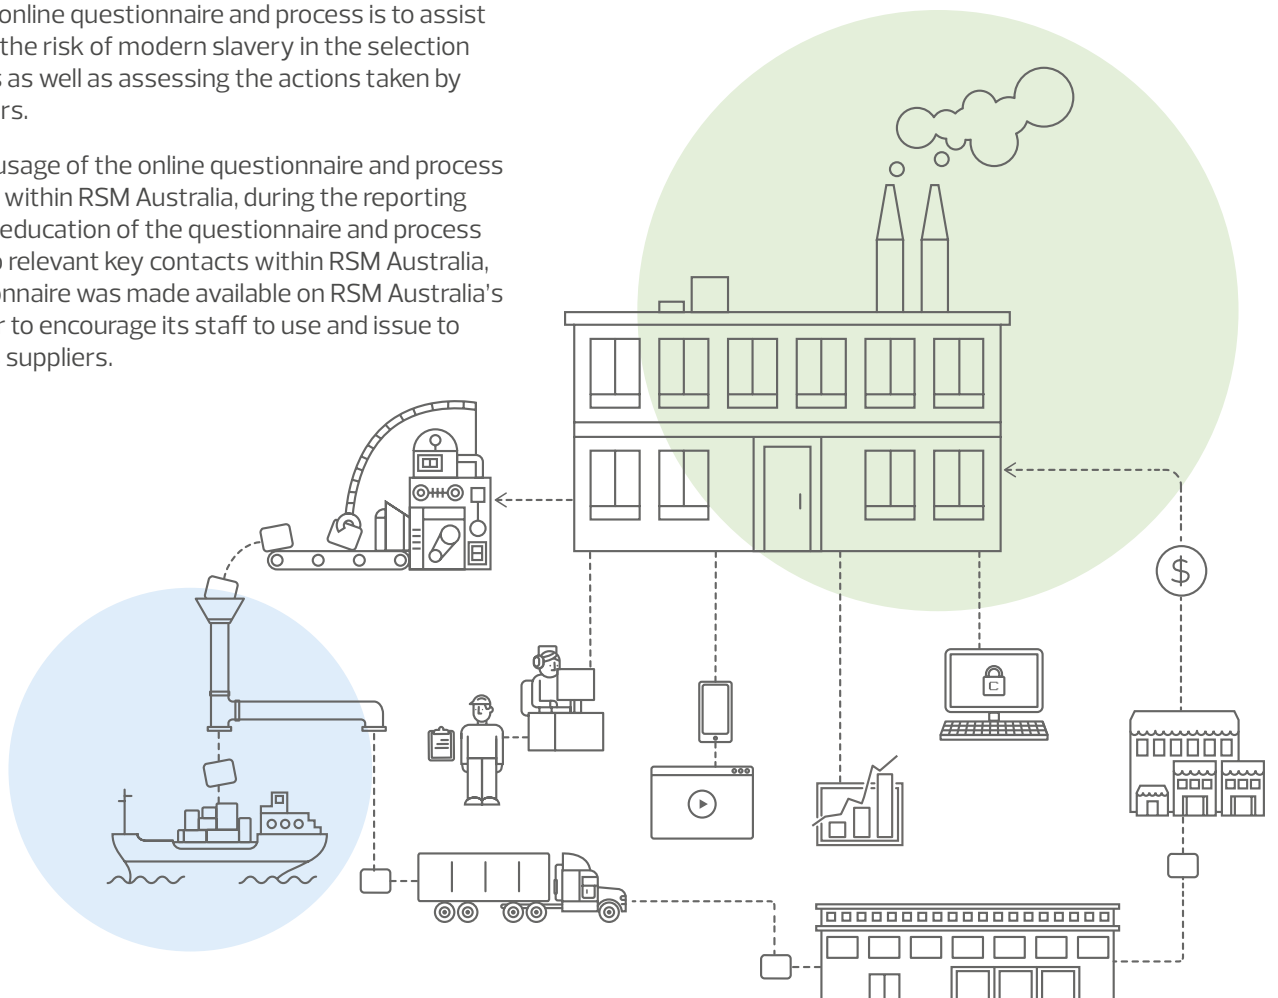 online questionnaire and process is to assist
the risk of modern slavery in the selection
s as well as assessing the actions taken by
rs.
usage of the online questionnaire and process
within RSM Australia, during the reporting
education of the questionnaire and process
o relevant key contacts within RSM Australia,
onnaire was made available on RSM Australia's
r to encourage its staff to use and issue to
suppliers.
$
C